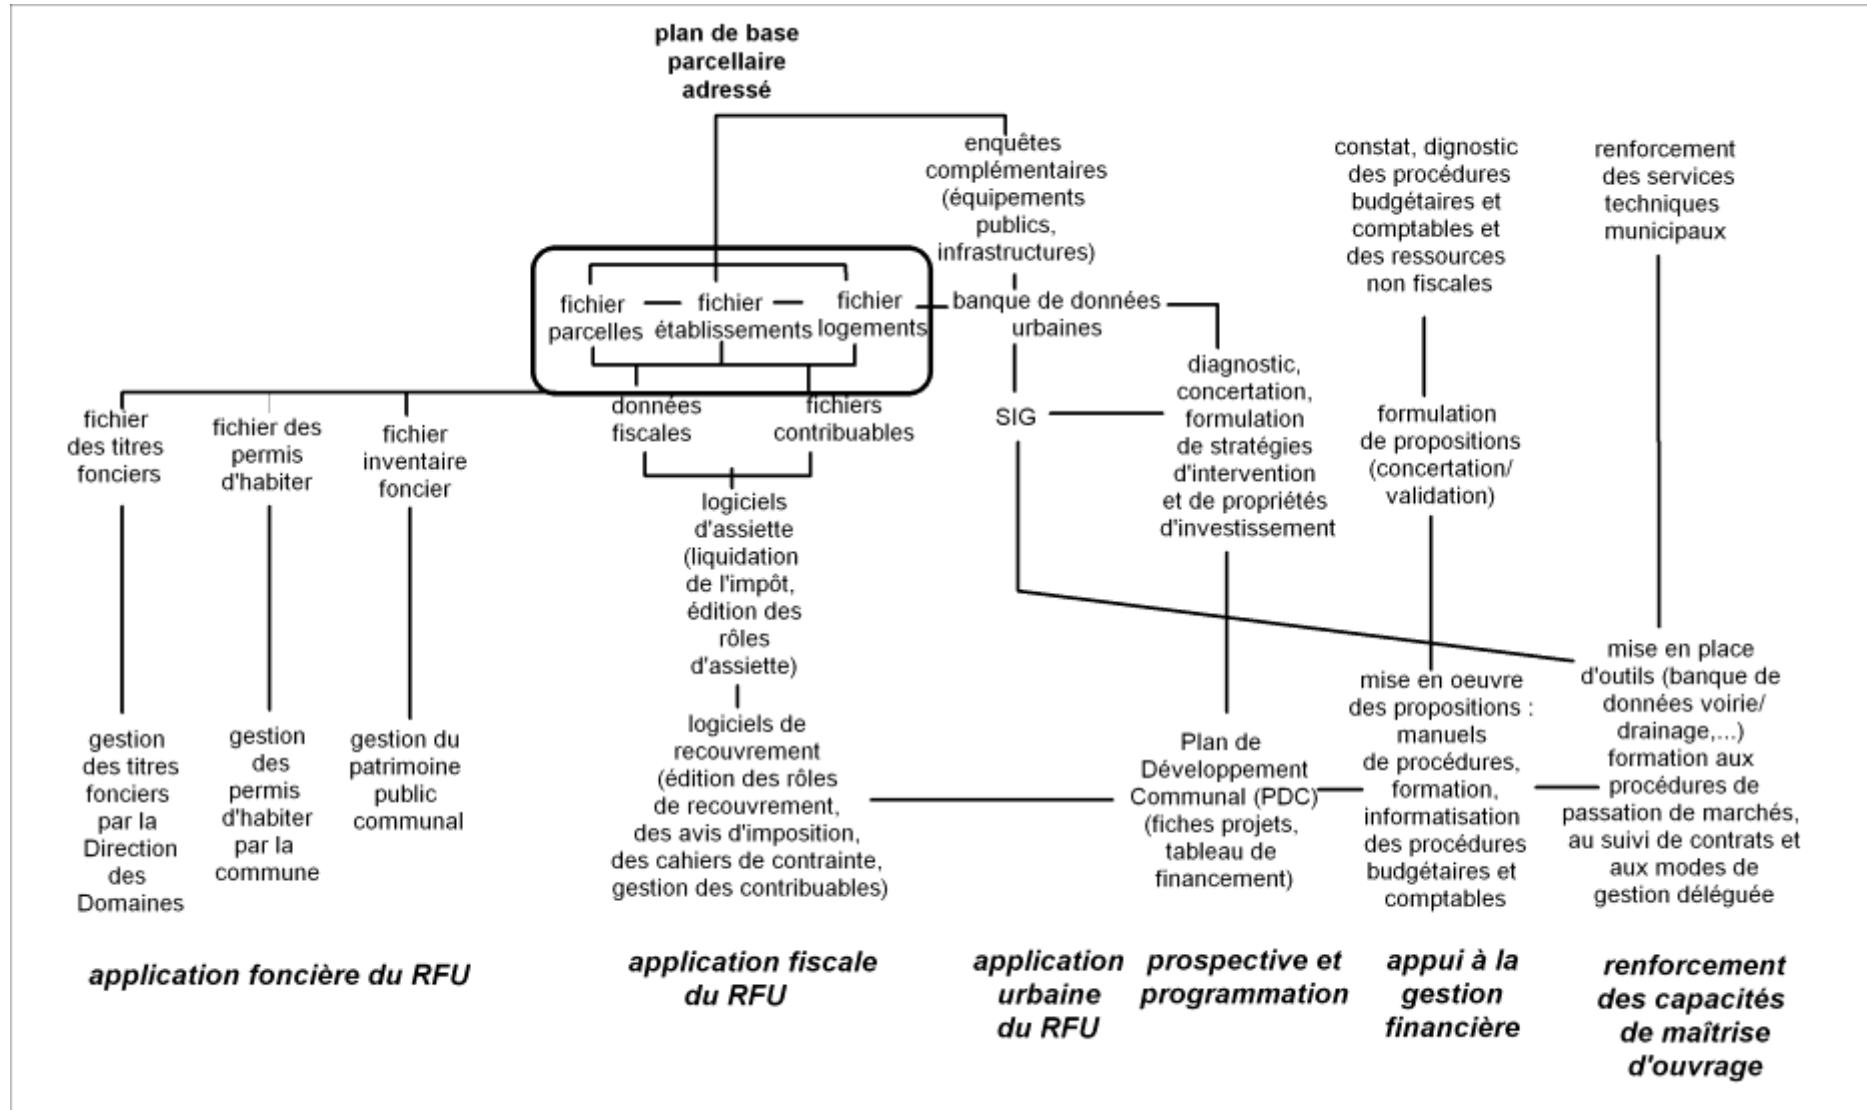 plan de base
parcellaire
adressé
enquêtes
complémentaires
(équipements
publics,
infrastructures)
constat, dignostic
des procédures
budgétaires et
comptables et
des ressources
non fiscales
renforcement
des services
techniques
municipaux
fichier
parcelles
fichier
établissements
fichier
logements
banque de données
urbaines
diagnostic,
concertation,
formulation
de stratégies
d'intervention
et de propriétés
d'investissement
SIG
formulation
de propositions
(concertation/
validation)
fichier
des titres
fonciers
fichier des
permis
d'habiter
fichier
inventaire
foncier
données
fiscales
fichiers
contribuables
logiciels
d'assiette
(liquidation
de l'impôt,
édition des
rôles
d'assiette)
gestion
des titres
fonciers
par la
Direction
des
Domaines
gestion
des
permis
d'habiter
par la
commune
gestion du
patrimoine
public
communal
logiciels de
recouvrement
(édition des rôles
de recouvrement,
des avis d'imposition,
des cahiers de contrainte,
gestion des contribuables)
Plan de
Développement
Communal (PDC)
(fiches projets,
tableau de
financement)
mise en oeuvre
des propositions :
manuels
de procédures,
formation,
informatisation
des procédures
budgétaires et
comptables
mise en place
d'outils (banque de
données voirie/
drainage,...)
formation aux
procédures de
passation de marchés,
au suivi de contrats et
aux modes de
gestion déléguée
application foncière du RFU
application fiscale
du RFU
application
urbaine
du RFU
prospective et
programmation
appui à la
gestion
financière
renforcement
des capacités
de maîtrise
d'ouvrage